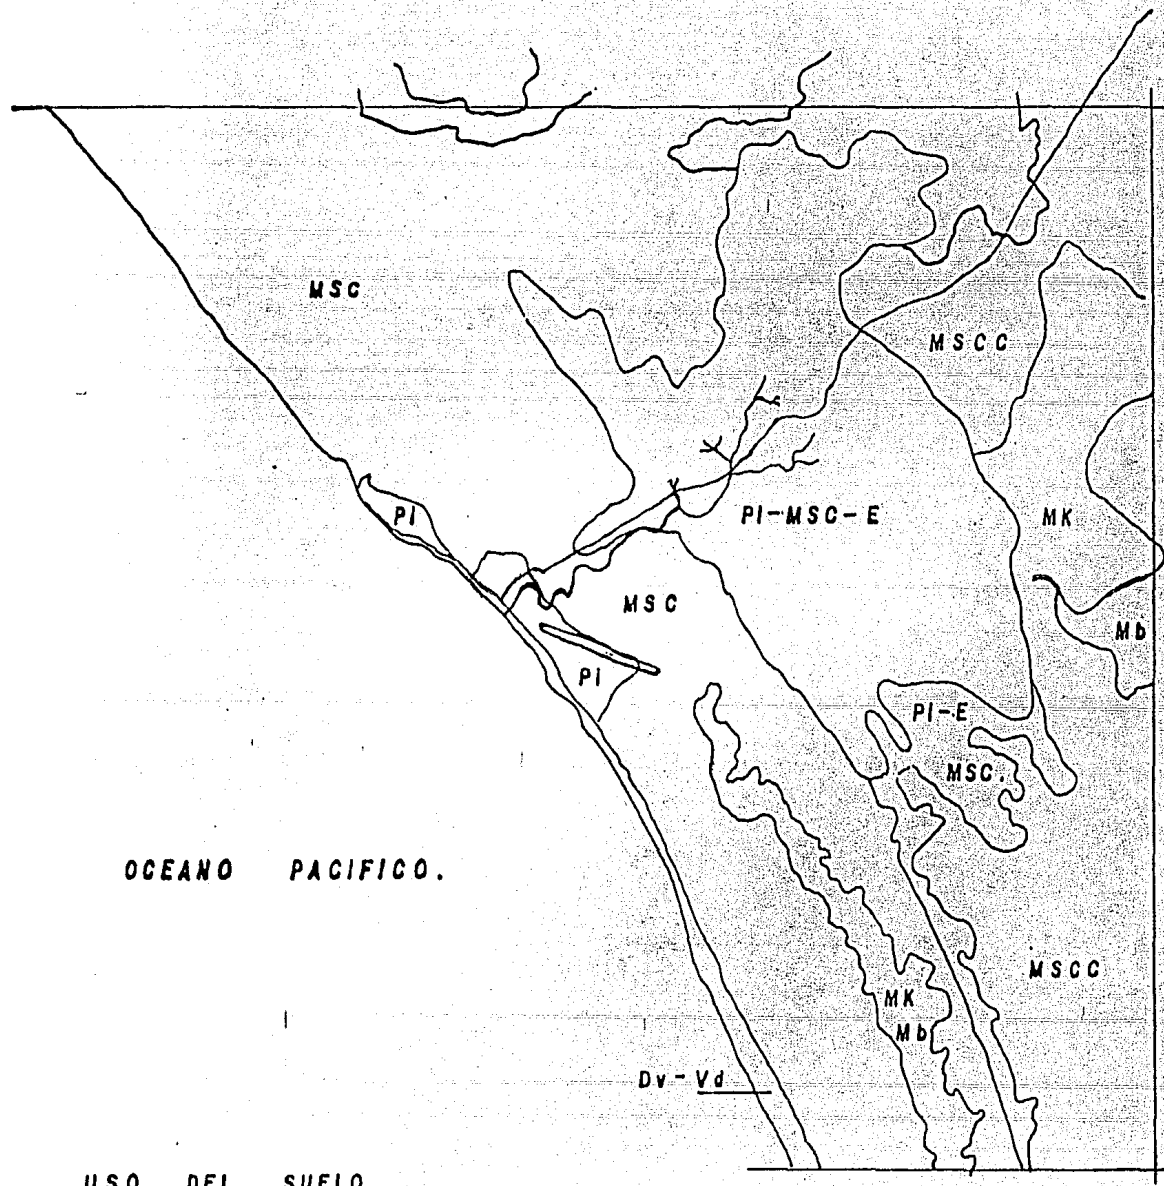 MSC
MSCC
PI
PI-MSC-E
MK
MSC
Mb
PI
PI-E
MSC.
OCEANO PACIFICO.
MSCC
MK
Mb
Dv-Vd
USO DEL SUELO